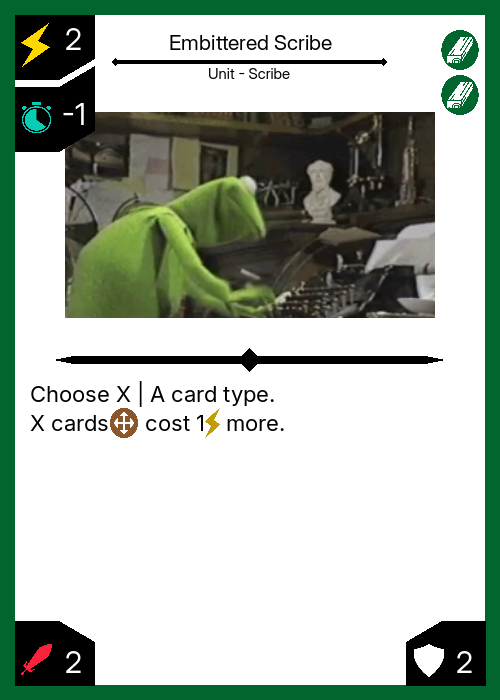 2
Embittered Scribe
Unit - Scribe
-1
Choose X | A card type.
X cards cost 1 more.
2
2